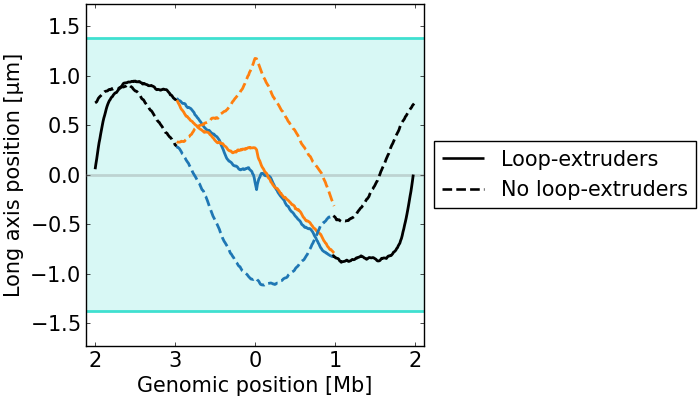 1.5
1.0
0.5
0.0
−0.5
−1.0
−1.5
Long axis position [μm]
2 3 0 1 2
Genomic position [Mb]
Loop-extruders
No loop-extruders